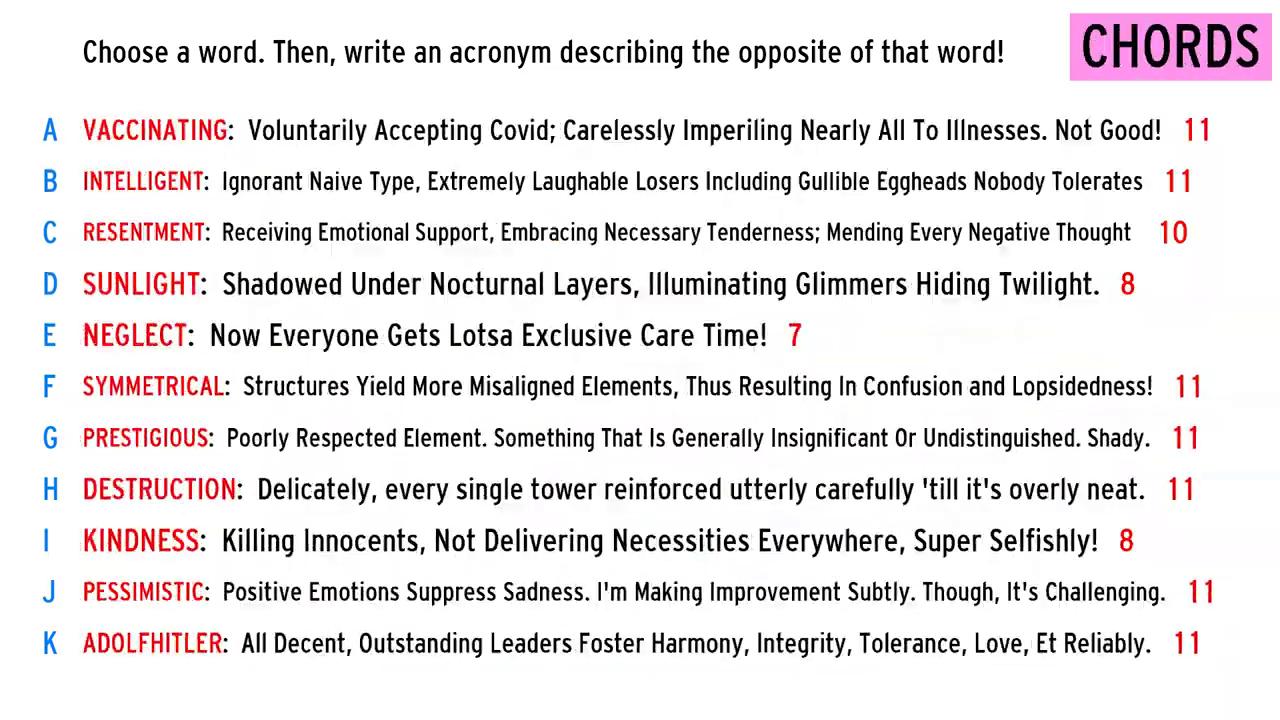 Choose a word. Then, write an acronym describing the opposite of that word!
CHORDS
A VACCINATING: Voluntarily Accepting Covid; Carelessly Imperiling Nearly All To Illnesses. Not Good! 11
B INTELLIGENT: Ignorant Naive Type, Extremely Laughable Losers Including Gullible Eggheads Nobody Tolerates 11
C RESENTMENT: Receiving Emotional Support, Embracing Necessary Tenderness; Mending Every Negative Thought 10
D SUNLIGHT: Shadowed Under Nocturnal Layers, Illuminating Glimmers Hiding Twilight. 8
E NEGLECT: Now Everyone Gets Lotsa Exclusive Care Time! 7
F SYMMETRICAL: Structures Yield More Misaligned Elements, Thus Resulting In Confusion and Lopsidedness! 11
G PRESTIGIOUS: Poorly Respected Element. Something That Is Generally Insignificant Or Undistinguished. Shady. 11
H DESTRUCTION: Delicately, every single tower reinforced utterly carefully 'till it's overly neat. 11
I KINDNESS: Killing Innocents, Not Delivering Necessities Everywhere, Super Selfishly! 8
J PESSIMISTIC: Positive Emotions Suppress Sadness. I'm Making Improvement Subtly. Though, It's Challenging. 11
K ADOLFHITLER: All Decent, Outstanding Leaders Foster Harmony, Integrity, Tolerance, Love, Et Reliably. 11